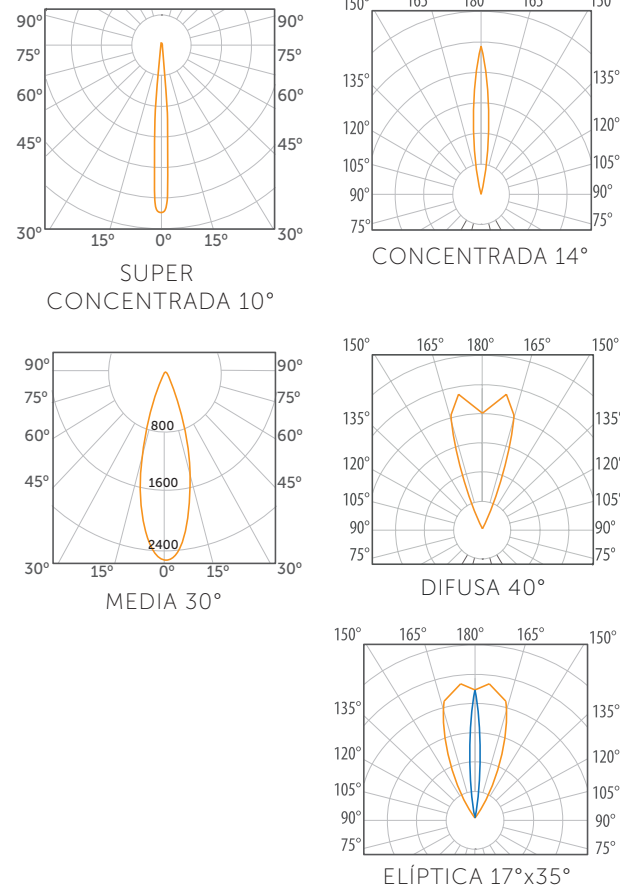 90° 90°
75° 75°
60° 60°
45° 45°
30° 15° 0° 15° 30°
SUPER
CONCENTRADA 10°
150° 165° 180° 165° 150°
135° 135°
120° 120°
105° 105°
90° 90°
75° 75°
CONCENTRADA 14°
90° 90°
75° 75°
60° 60°
45° 45°
800
1600
2400
30° 15° 0° 15° 30°
MEDIA 30°
150° 165° 180° 165° 150°
135° 135°
120° 120°
105° 105°
90° 90°
75° 75°
DIFUSA 40°
150° 165° 180° 165° 150°
135° 135°
120° 120°
105° 105°
90° 90°
75° 75°
ELÍPTICA 17°x35°